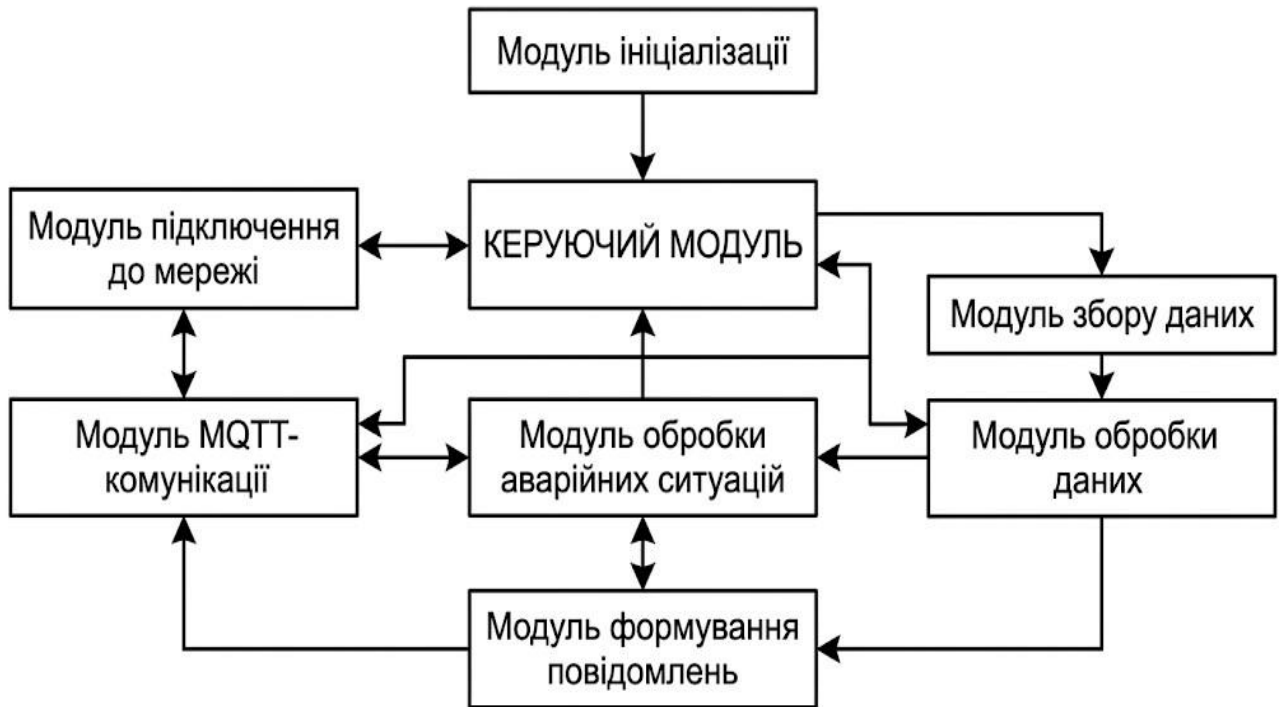 Модуль ініціалізації
Модуль підключення
до мережі
КЕРУЮЧИЙ МОДУЛЬ
Модуль збору даних
Модуль MQTT-
комунікації
Модуль обробки
аварійних ситуацій
Модуль обробки
даних
Модуль формування
повідомлень